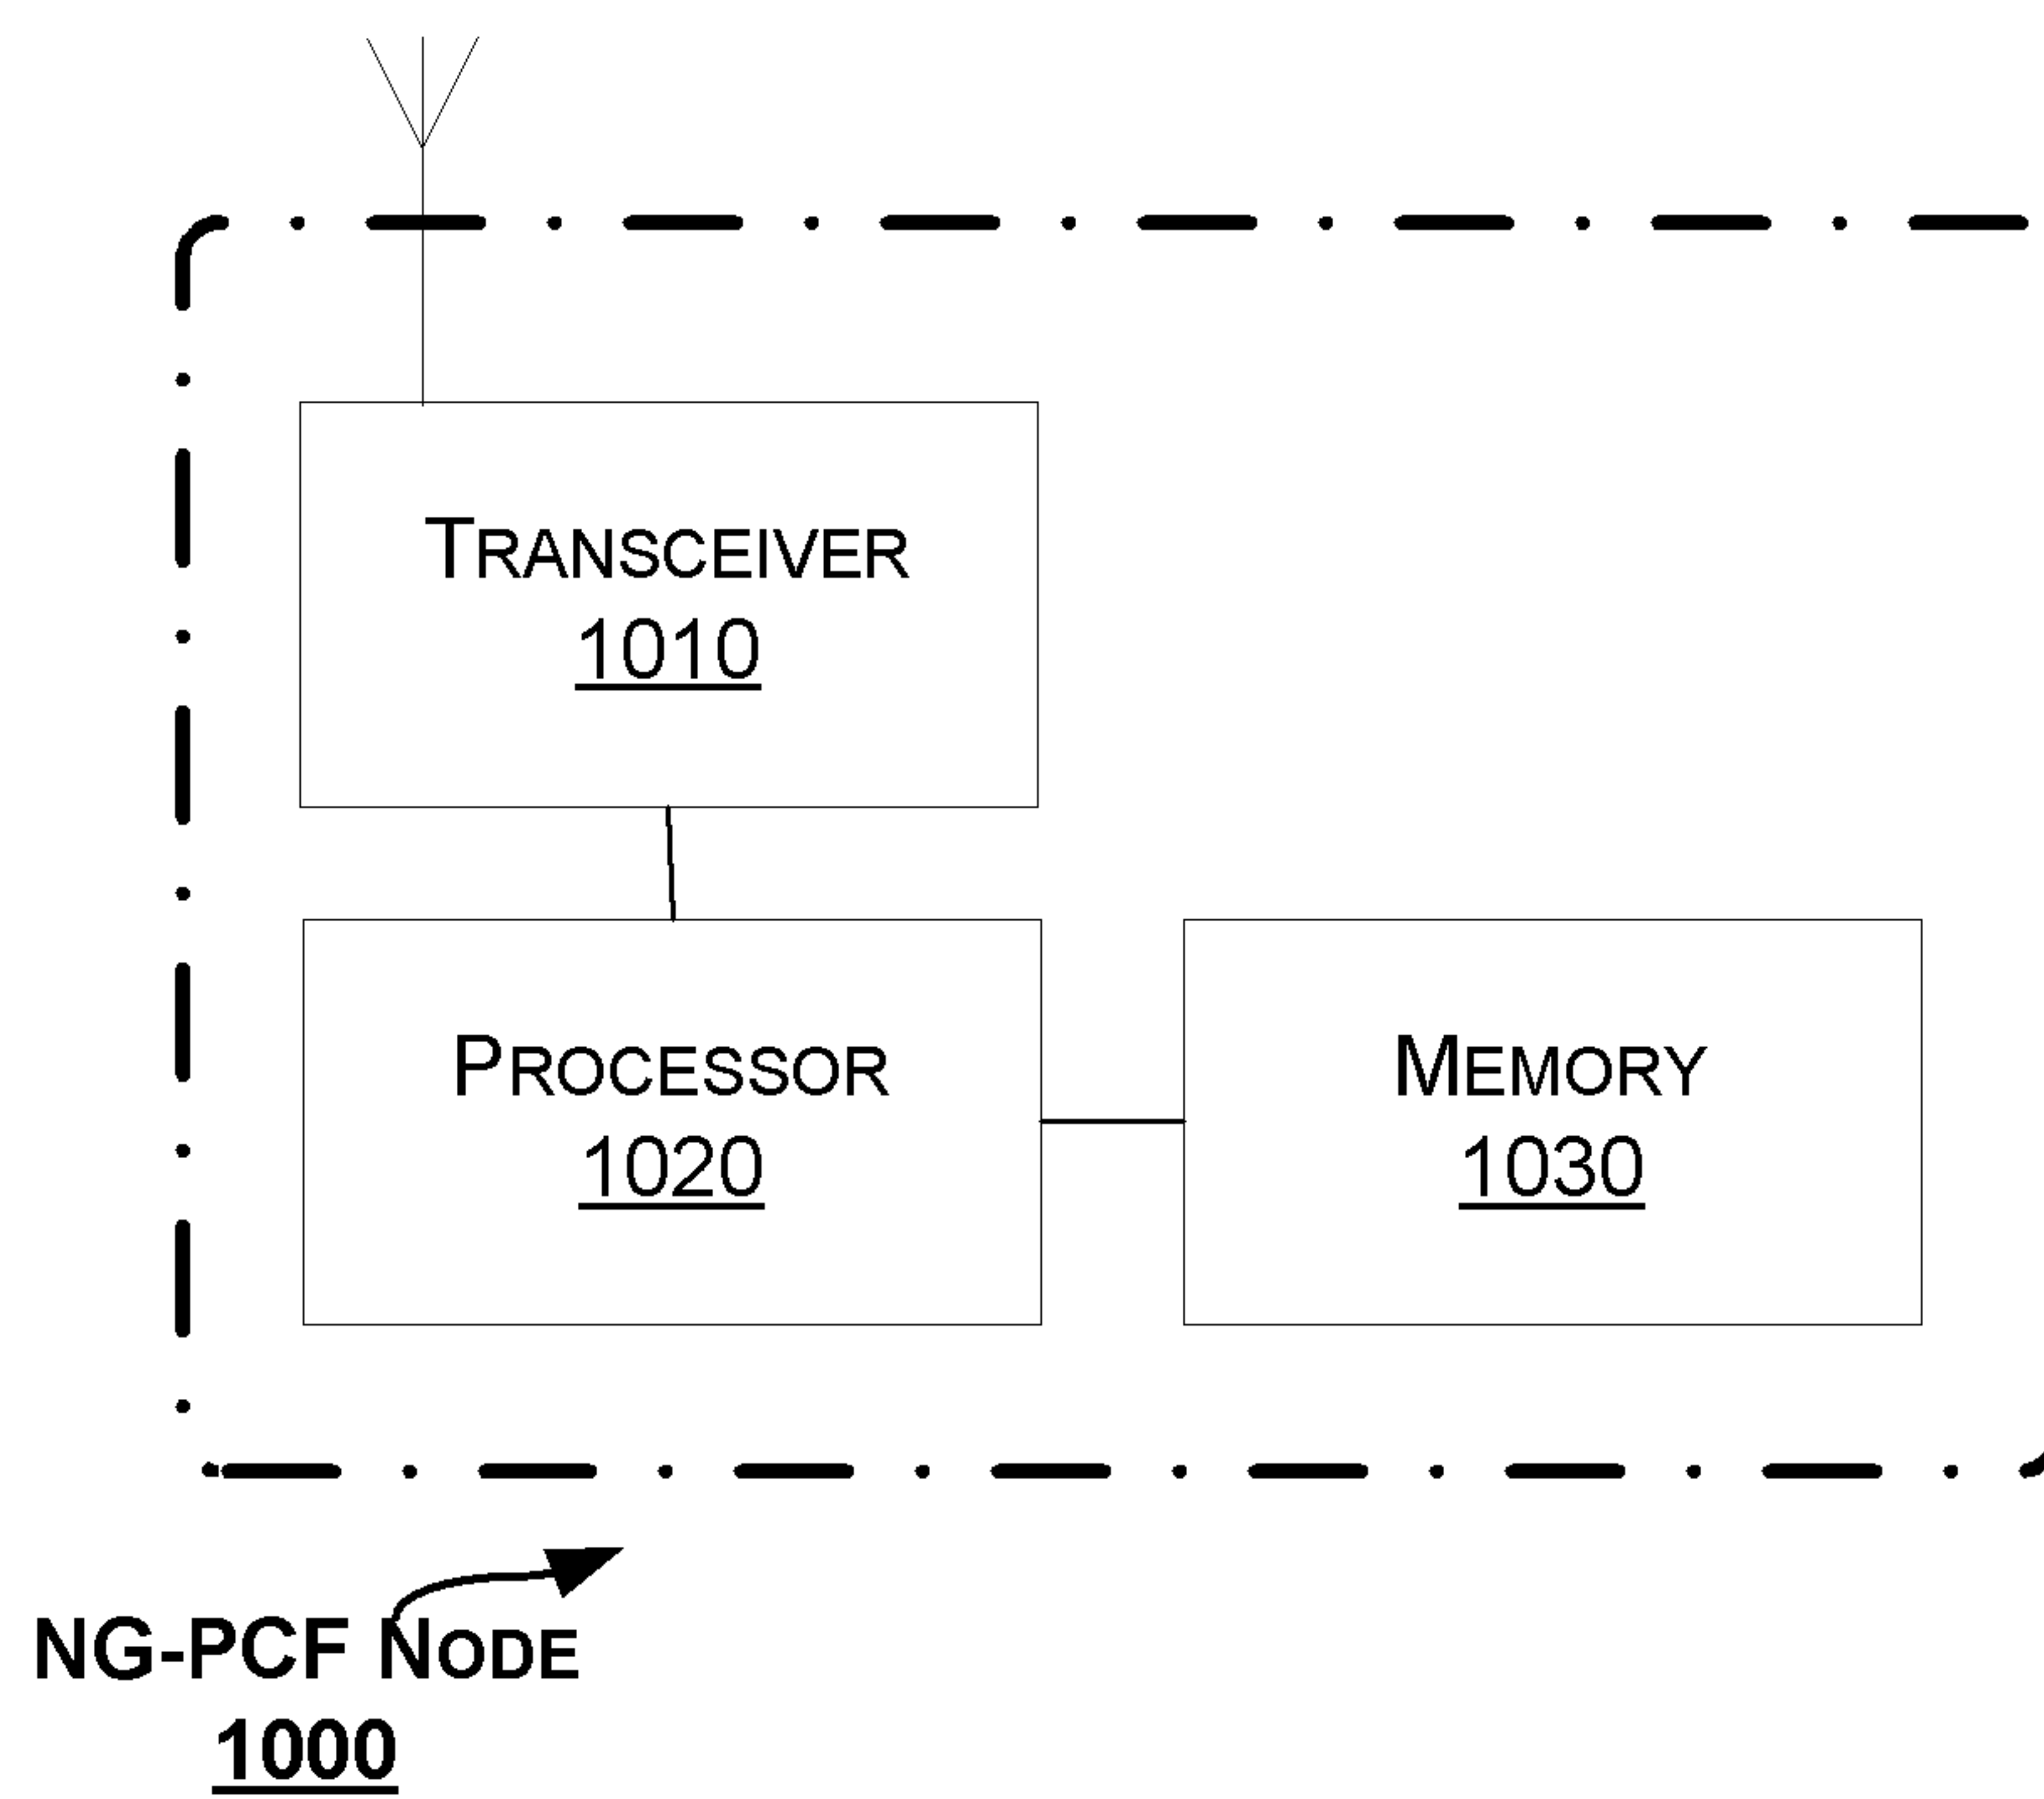 TRANSCEIVER
1010
PROCESSOR
1020
MEMORY
1030
NG-PCF NODE
1000